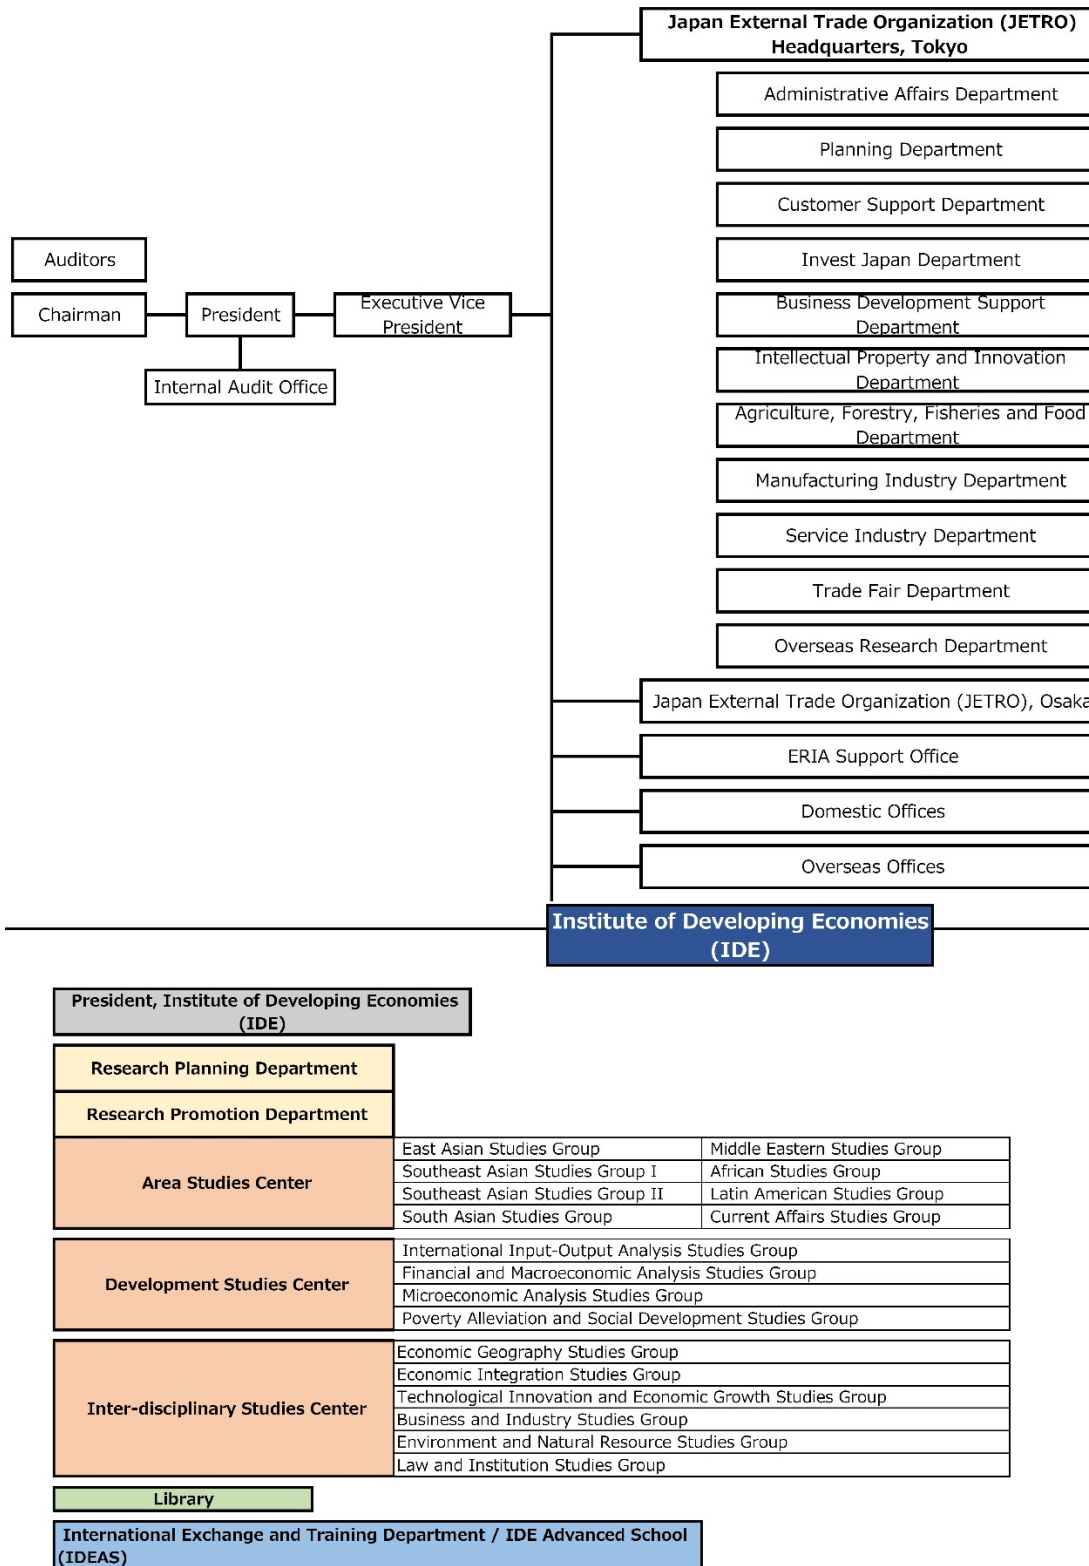 Japan External Trade Organization (JETRO)
Headquarters, Tokyo
Administrative Affairs Department
Planning Department
Customer Support Department
Auditors
Invest Japan Department
Chairman
President
Executive Vice
President
Business Development Support
Department
Internal Audit Office
Intellectual Property and Innovation
Department
Agriculture, Forestry, Fisheries and Food
Department
Manufacturing Industry Department
Service Industry Department
Trade Fair Department
Overseas Research Department
Japan External Trade Organization (JETRO), Osaka
ERIA Support Office
Domestic Offices
Overseas Offices
Institute of Developing Economies
(IDE)
President, Institute of Developing Economies
(IDE)
Research Planning Department
Research Promotion Department
Area Studies Center
East Asian Studies Group
Middle Eastern Studies Group
Southeast Asian Studies Group I
African Studies Group
Southeast Asian Studies Group II
Latin American Studies Group
South Asian Studies Group
Current Affairs Studies Group
Development Studies Center
International Input-Output Analysis Studies Group
Financial and Macroeconomic Analysis Studies Group
Microeconomic Analysis Studies Group
Poverty Alleviation and Social Development Studies Group
Inter-disciplinary Studies Center
Economic Geography Studies Group
Economic Integration Studies Group
Technological Innovation and Economic Growth Studies Group
Business and Industry Studies Group
Environment and Natural Resource Studies Group
Law and Institution Studies Group
Library
International Exchange and Training Department / IDE Advanced School
(IDEAS)